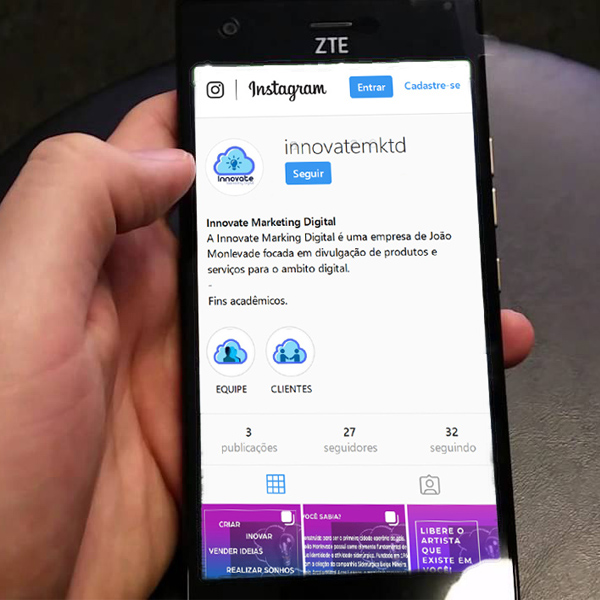 ZTE
Instagram
Entrar
Cadastre-se
innovatemktd
Seguir
Innovate
Innovate Marketing Digital
A Innovate Marking Digital é uma empresa de João
Monlevade focada em divulgação de produtos e
serviços para o ambito digital.
-
Fins acadêmicos.
EQUIPE
CLIENTES
3
27
32
publicações
seguidores
seguindo
CRIAR
INOVAR
VENDER IDEIAS
REALIZAR SONHOS
VOCÊ SABIA?
LIBERE O
ARTISTA
QUE
EXISTE EM
VOCÊ!